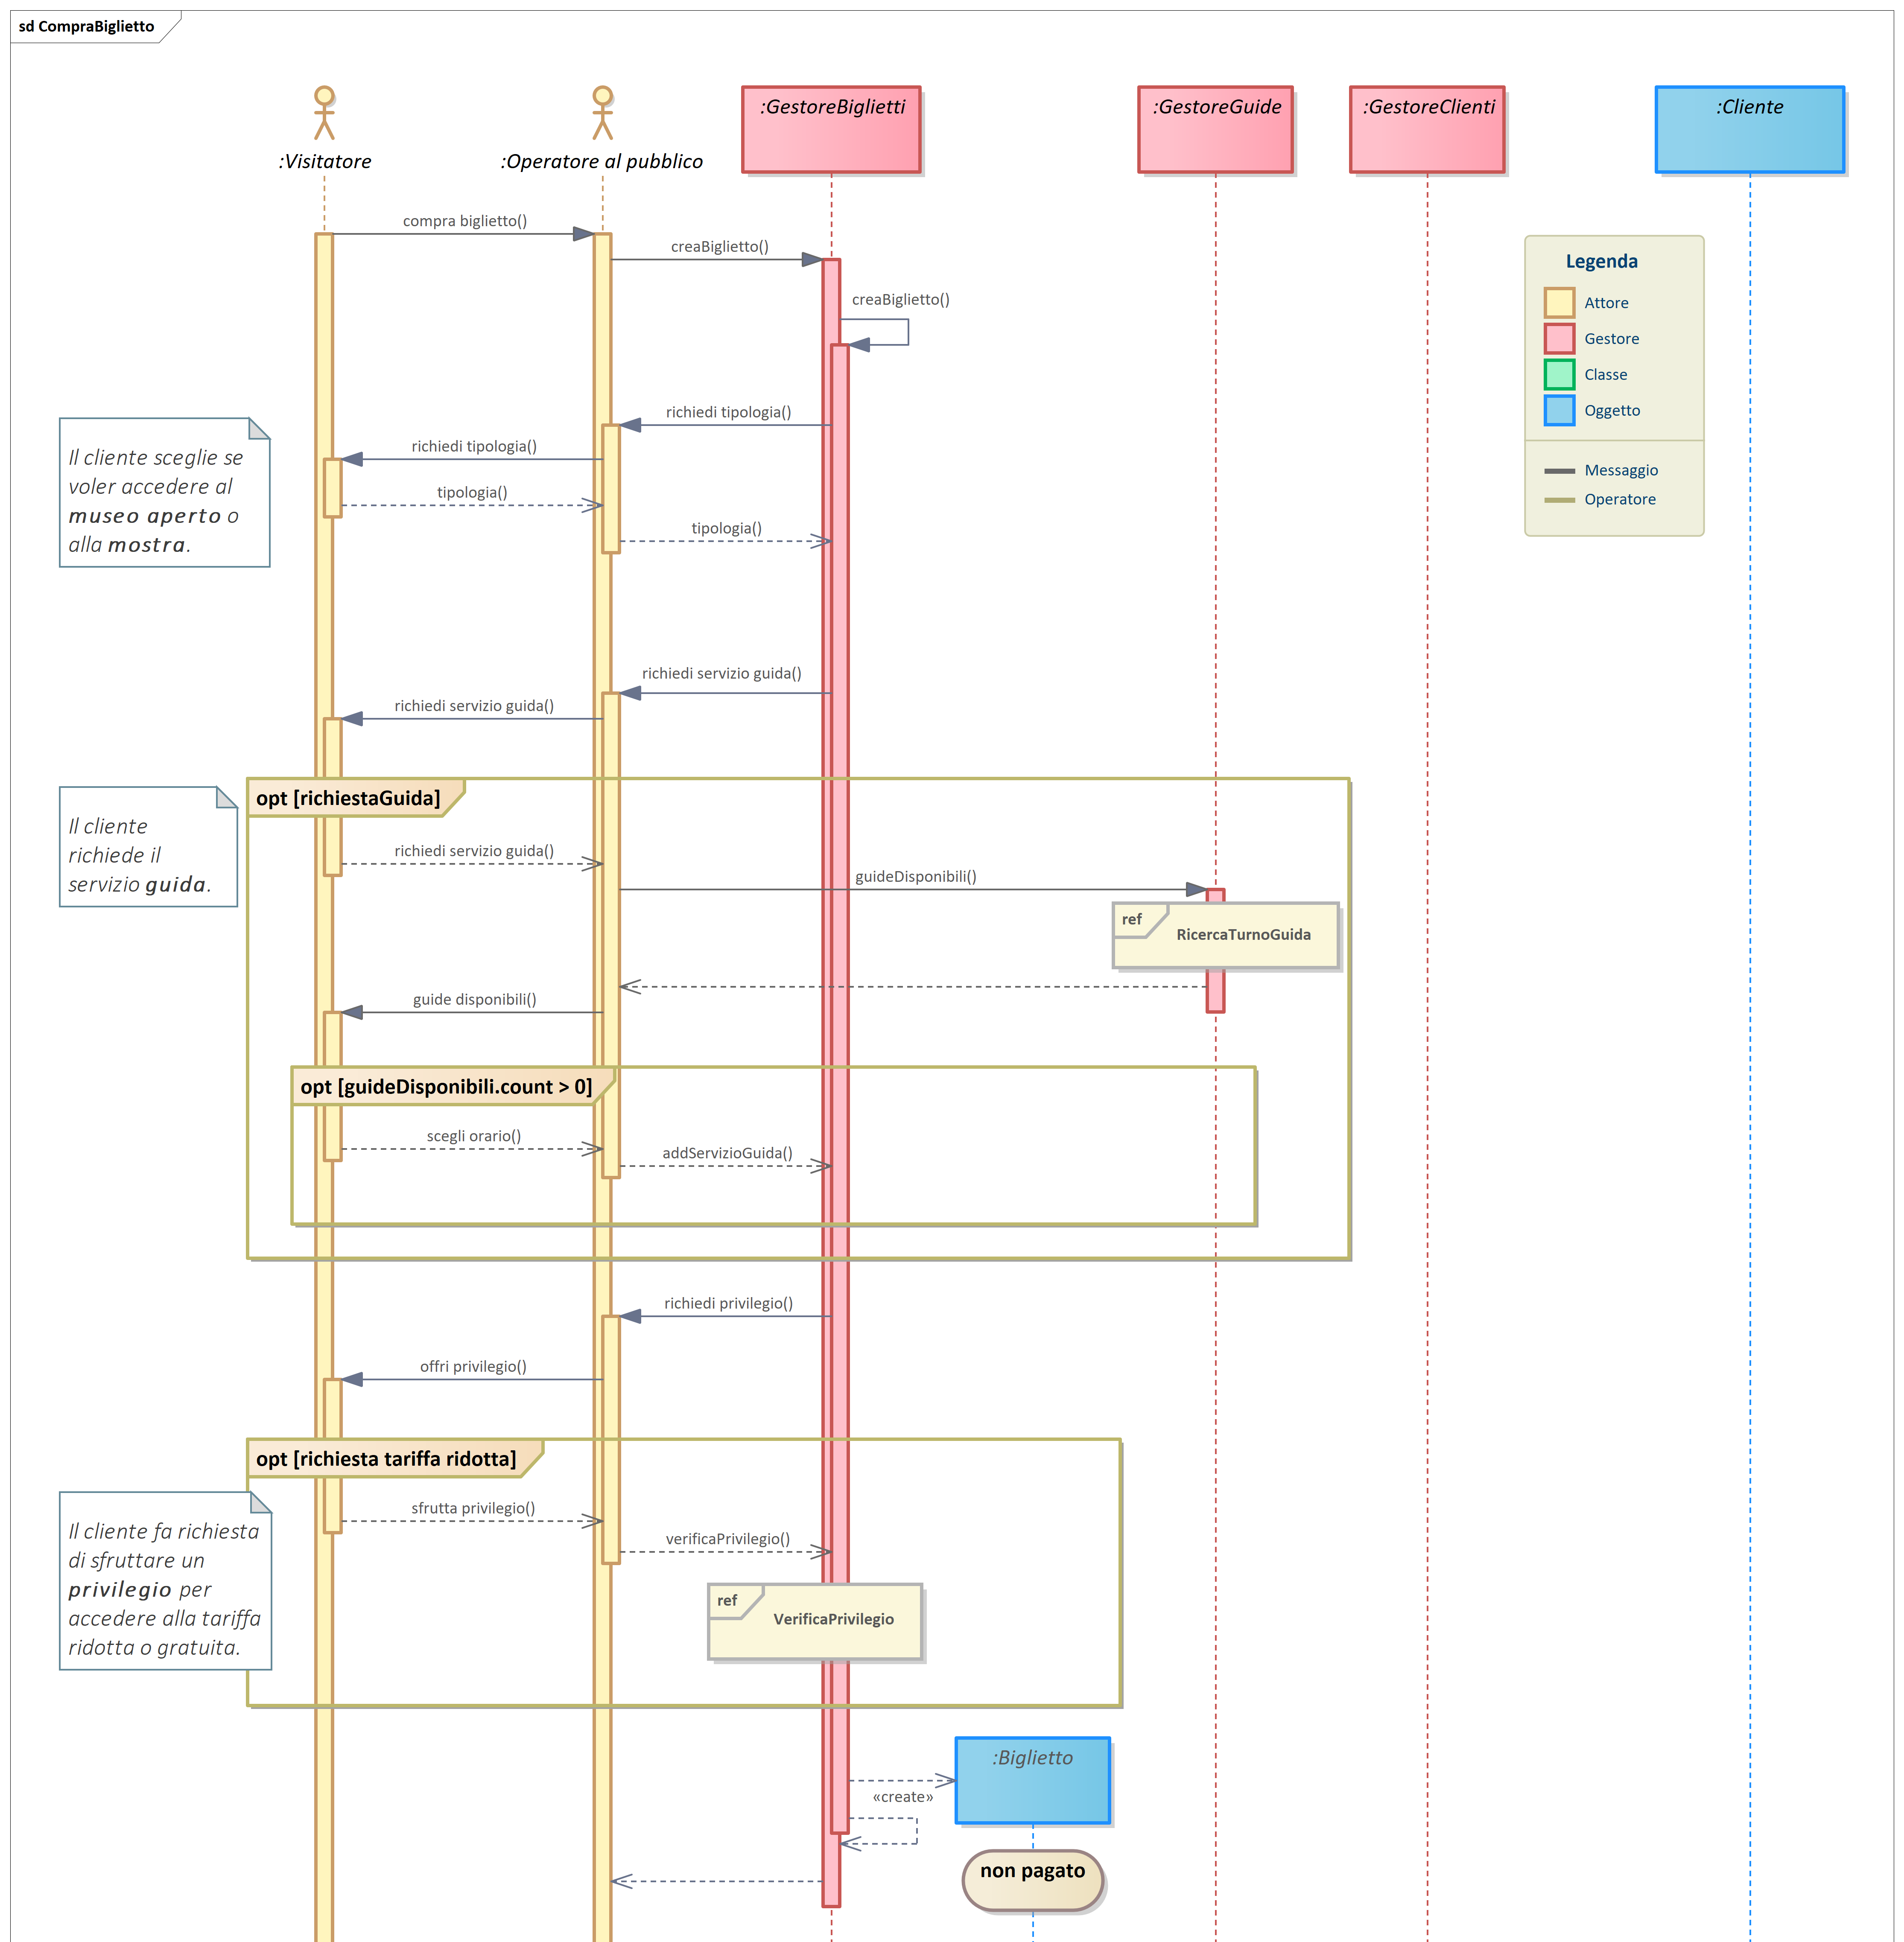 sd CompraBiglietto
:Visitatore
:Operatore al pubblico
:GestoreBiglietti
:GestoreGuide
:GestoreClienti
:Cliente
compra biglietto()
creaBiglietto()
creaBiglietto()
Legenda
Attore
Gestore
Classe
Oggetto
Messaggio
Operatore
richiedi tipologia()
richiedi tipologia()
tipologia()
tipologia()
Il cliente sceglie se
voler accedere al
museo aperto o
alla mostra.
richiedi servizio guida()
richiedi servizio guida()
opt [richiestaGuida]
Il cliente
richiede il
servizio guida.
richiedi servizio guida()
guideDisponibili()
ref
RicercaTurnoGuida
guide disponibili()
opt [guideDisponibili.count > 0]
scegli orario()
addServizioGuida()
richiedi privilegio()
offri privilegio()
opt [richiesta tariffa ridotta]
sfrutta privilegio()
verificaPrivilegio()
Il cliente fa richiesta
di sfruttare un
privilegio per
accedere alla tariffa
ridotta o gratuita.
ref
VerificaPrivilegio
:Biglietto
«create»
non pagato